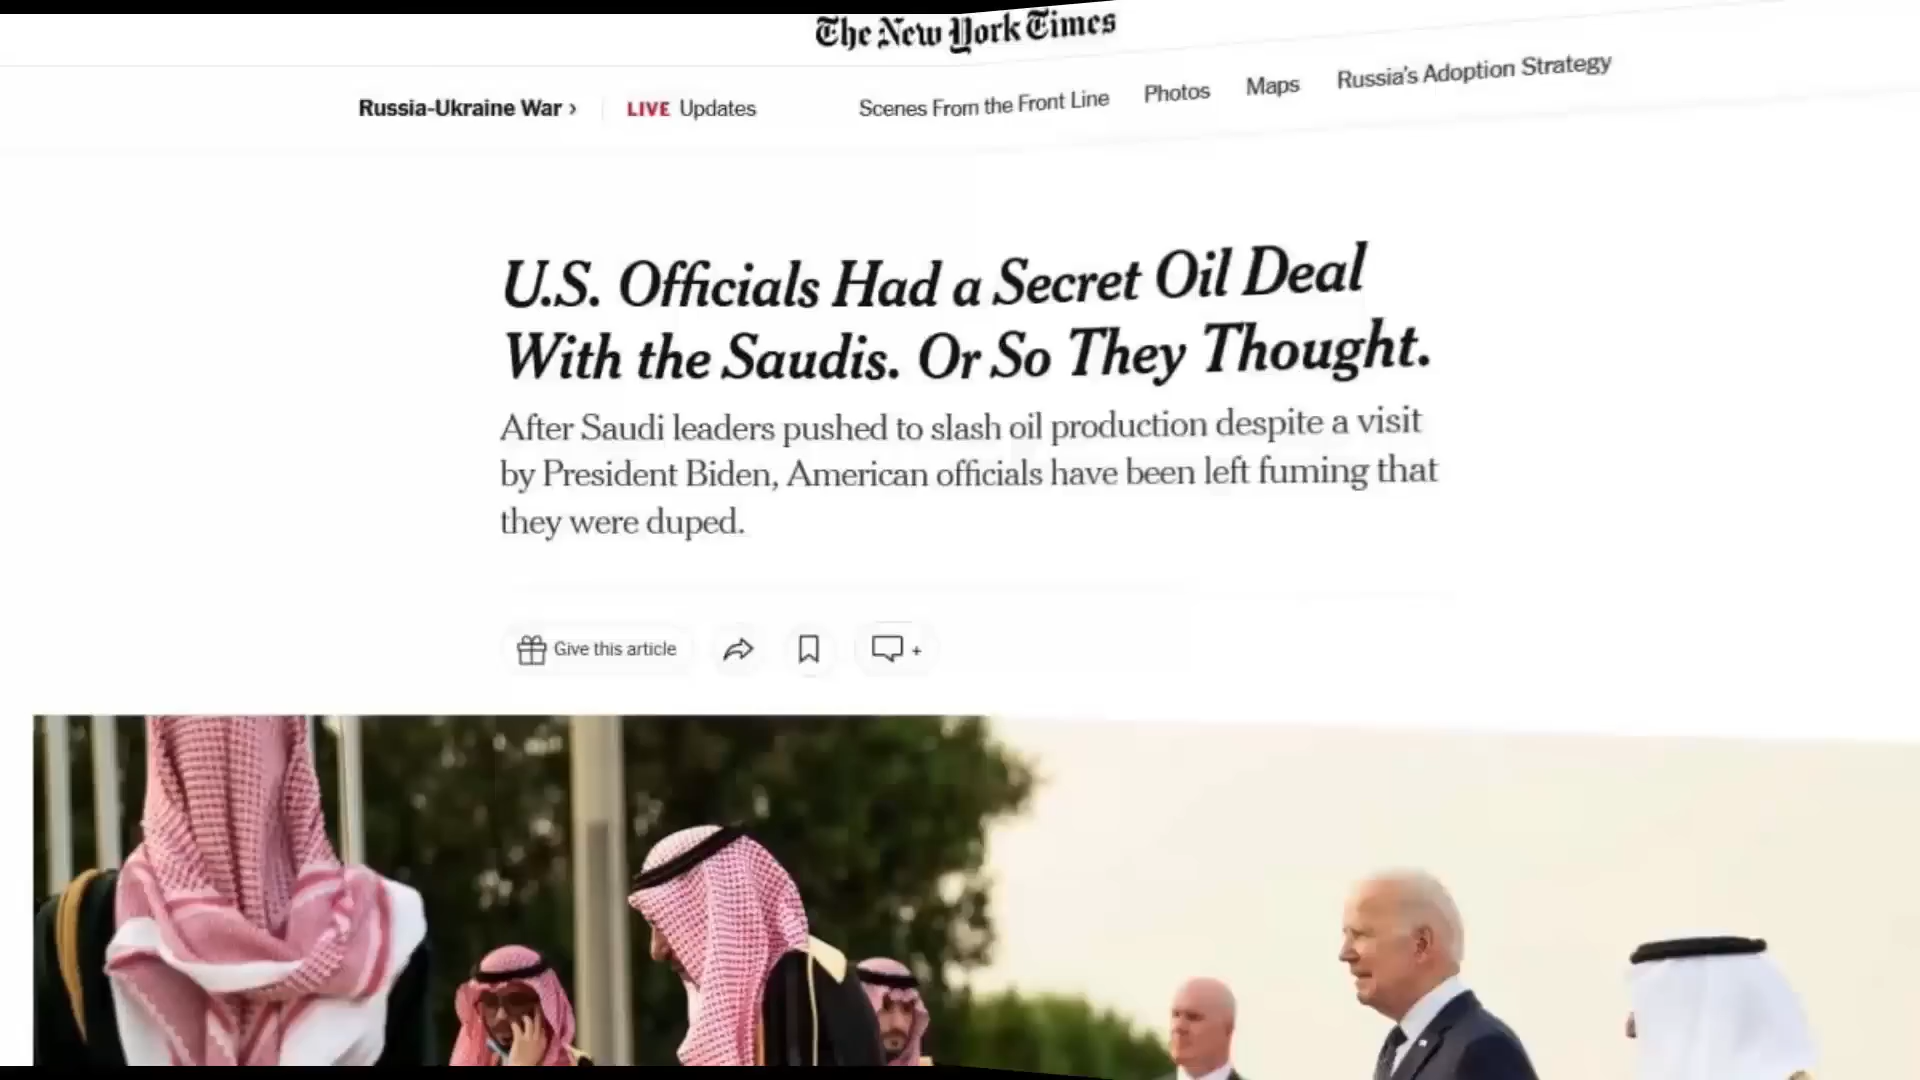 The New York Times
Russia-Ukraine War › LIVE Updates Scenes From the Front Line Photos Maps Russia's Adoption Strategy
U.S. Officials Had a Secret Oil Deal
With the Saudis. Or So They Thought.
After Saudi leaders pushed to slash oil production despite a visit
by President Biden, American officials have been left fuming that
they were duped.
Give this article +